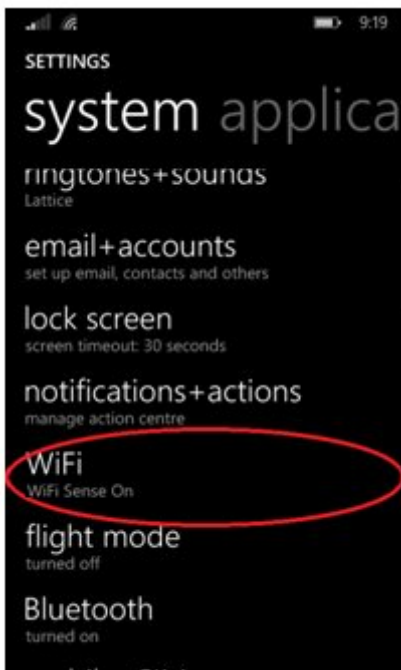 9:19
SETTINGS
system applica
ringtones+sounds
Lattice
email+accounts
set up email, contacts and others
lock screen
screen timeout: 30 seconds
notifications+actions
manage action centre
WiFi
WiFi Sense On
flight mode
turned off
Bluetooth
turned on